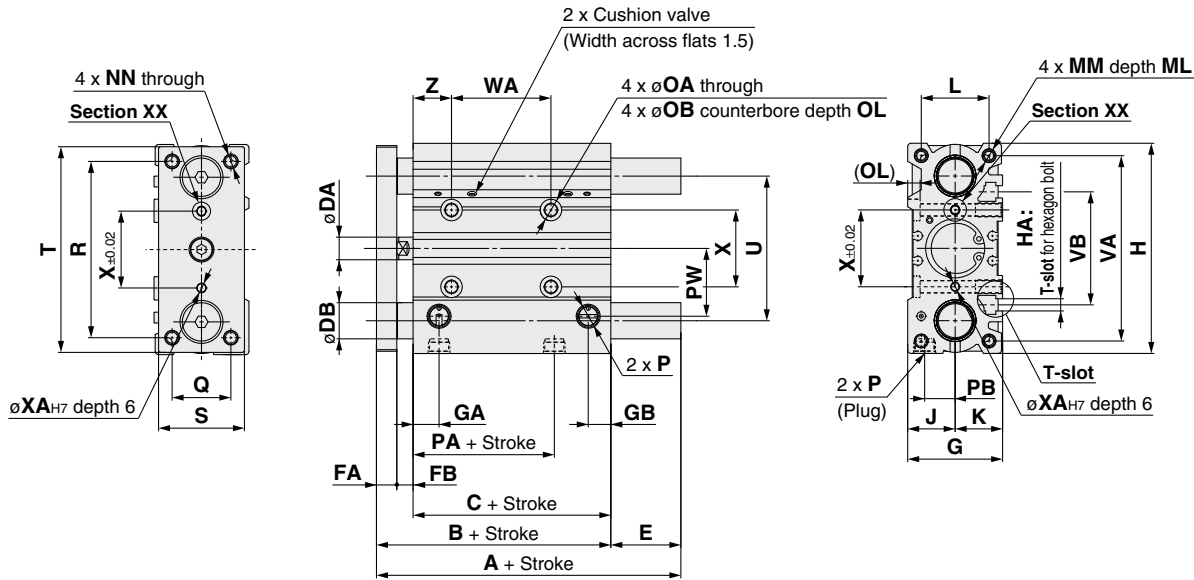 2 x Cushion valve
(Width across flats 1.5)
4 x NN through
Section XX
T
R
X±0.02
Q
S
øXAH7 depth 6
Z
WA
4 x øOA through
4 x øOB counterbore depth OL
øDA
øDB
PW
X
U
2 x P
GA
GB
PA + Stroke
FA
FB
C + Stroke
B + Stroke
E
A + Stroke
4 x MM depth ML
L
Section XX
(OL)
X±0.02
HA:
T-slot for hexagon bolt
VB
VA
H
T-slot
2 x P
(Plug)
PB
J
K
G
øXAH7 depth 6